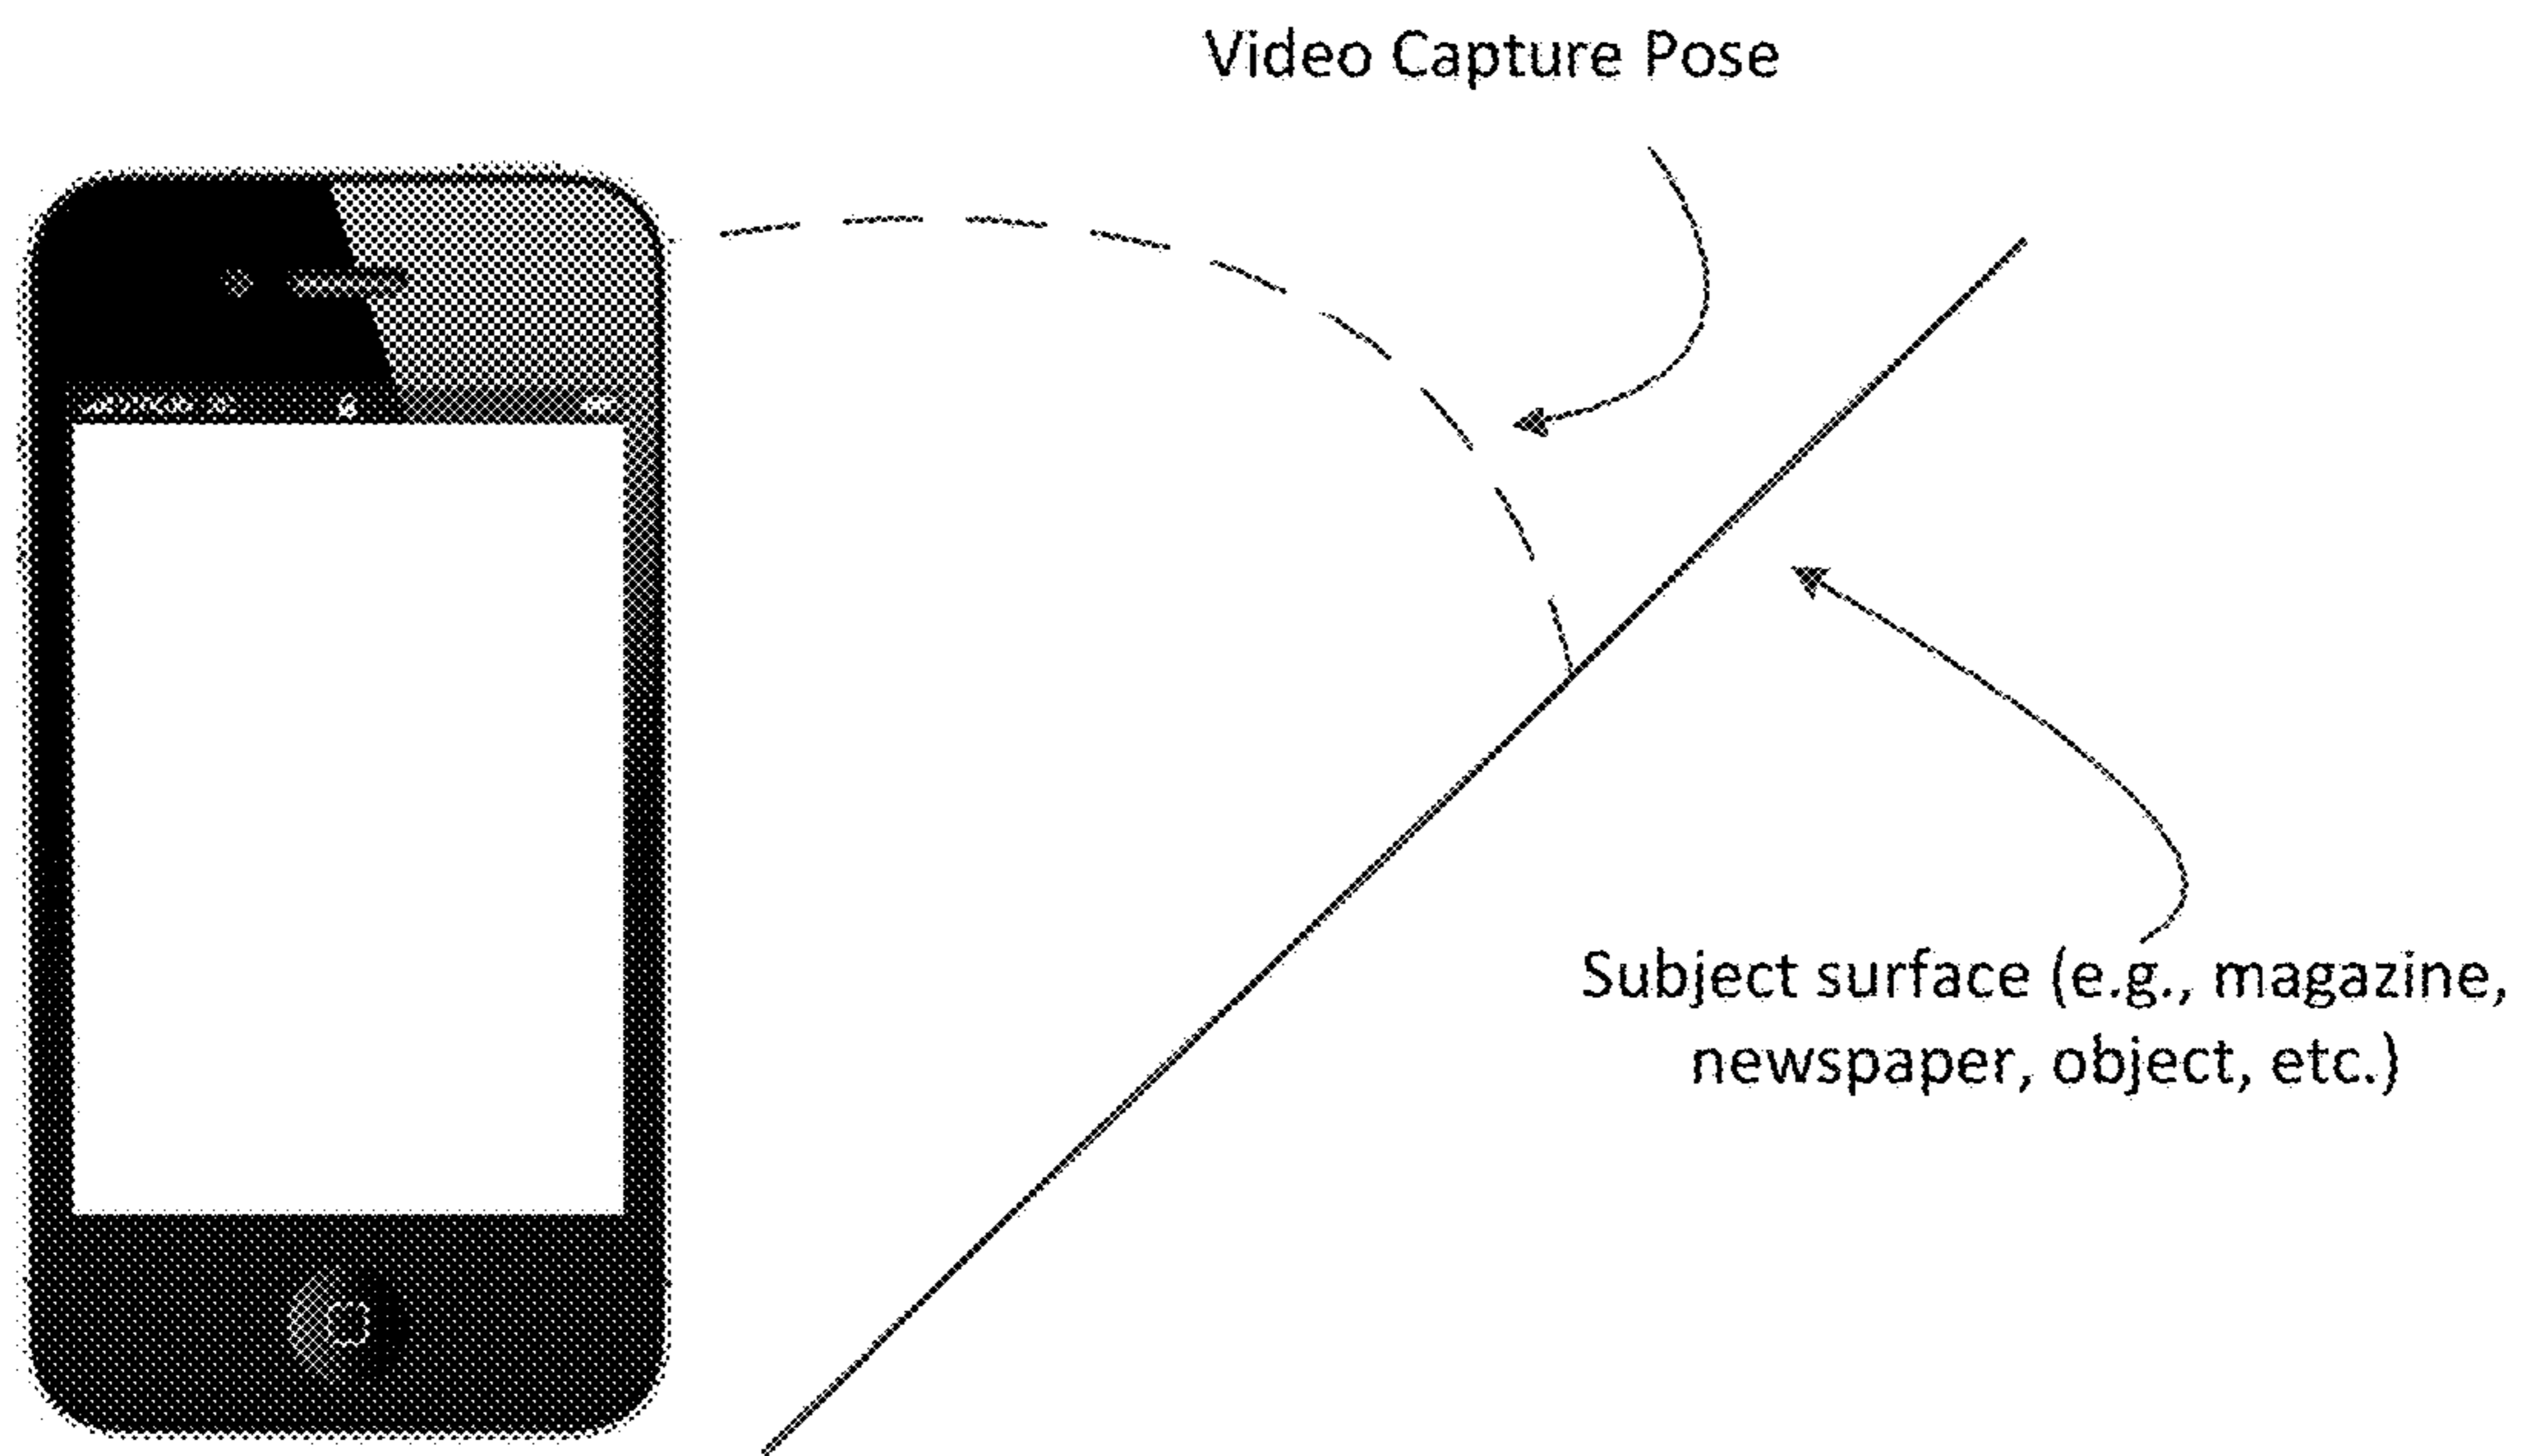 Video Capture Pose
Subject surface (e.g., magazine,
newspaper, object, etc.)